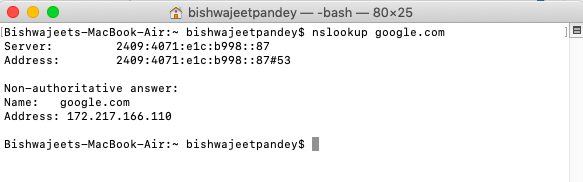 bishwajeetpandey — -bash — 80×25
[Bishwajeets-MacBook-Air:~ bishwajeetpandey$ nslookup google.com ]
Server: 2409:4071:e1c:b998::87
Address: 2409:4071:e1c:b998::87#53

Non-authoritative answer:
Name: google.com
Address: 172.217.166.110

Bishwajeets-MacBook-Air:~ bishwajeetpandey$